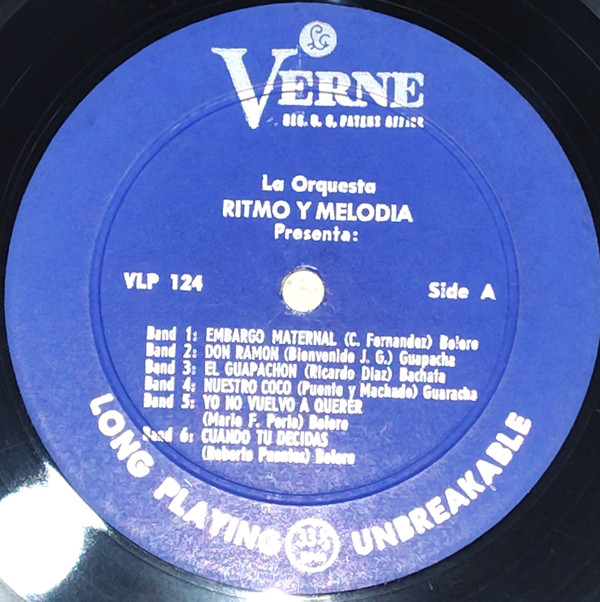 VERNE
REG. U. S. PATENT OFFICE
La Orquesta
RITMO Y MELODIA
Presenta:
VLP 124
Side A
Band 1: EMBARGO MATERNAL (C. Fernandez) Bolero
Band 2: DON RAMON (Bienvenido J. G.) Guapacha
Band 3: EL GUAPACHON (Ricardo Diaz) Bachata
Band 4: NUESTRO COCO (Puente y Machado) Guaracha
Band 5: YO NO VUELVO A QUERER
(Mario F. Porio) Bolero
Band 6: CUANDO TU DECIDAS
(Roberto Puentes) Bolero
LONG PLAYING 33⅓ UNBREAKABLE